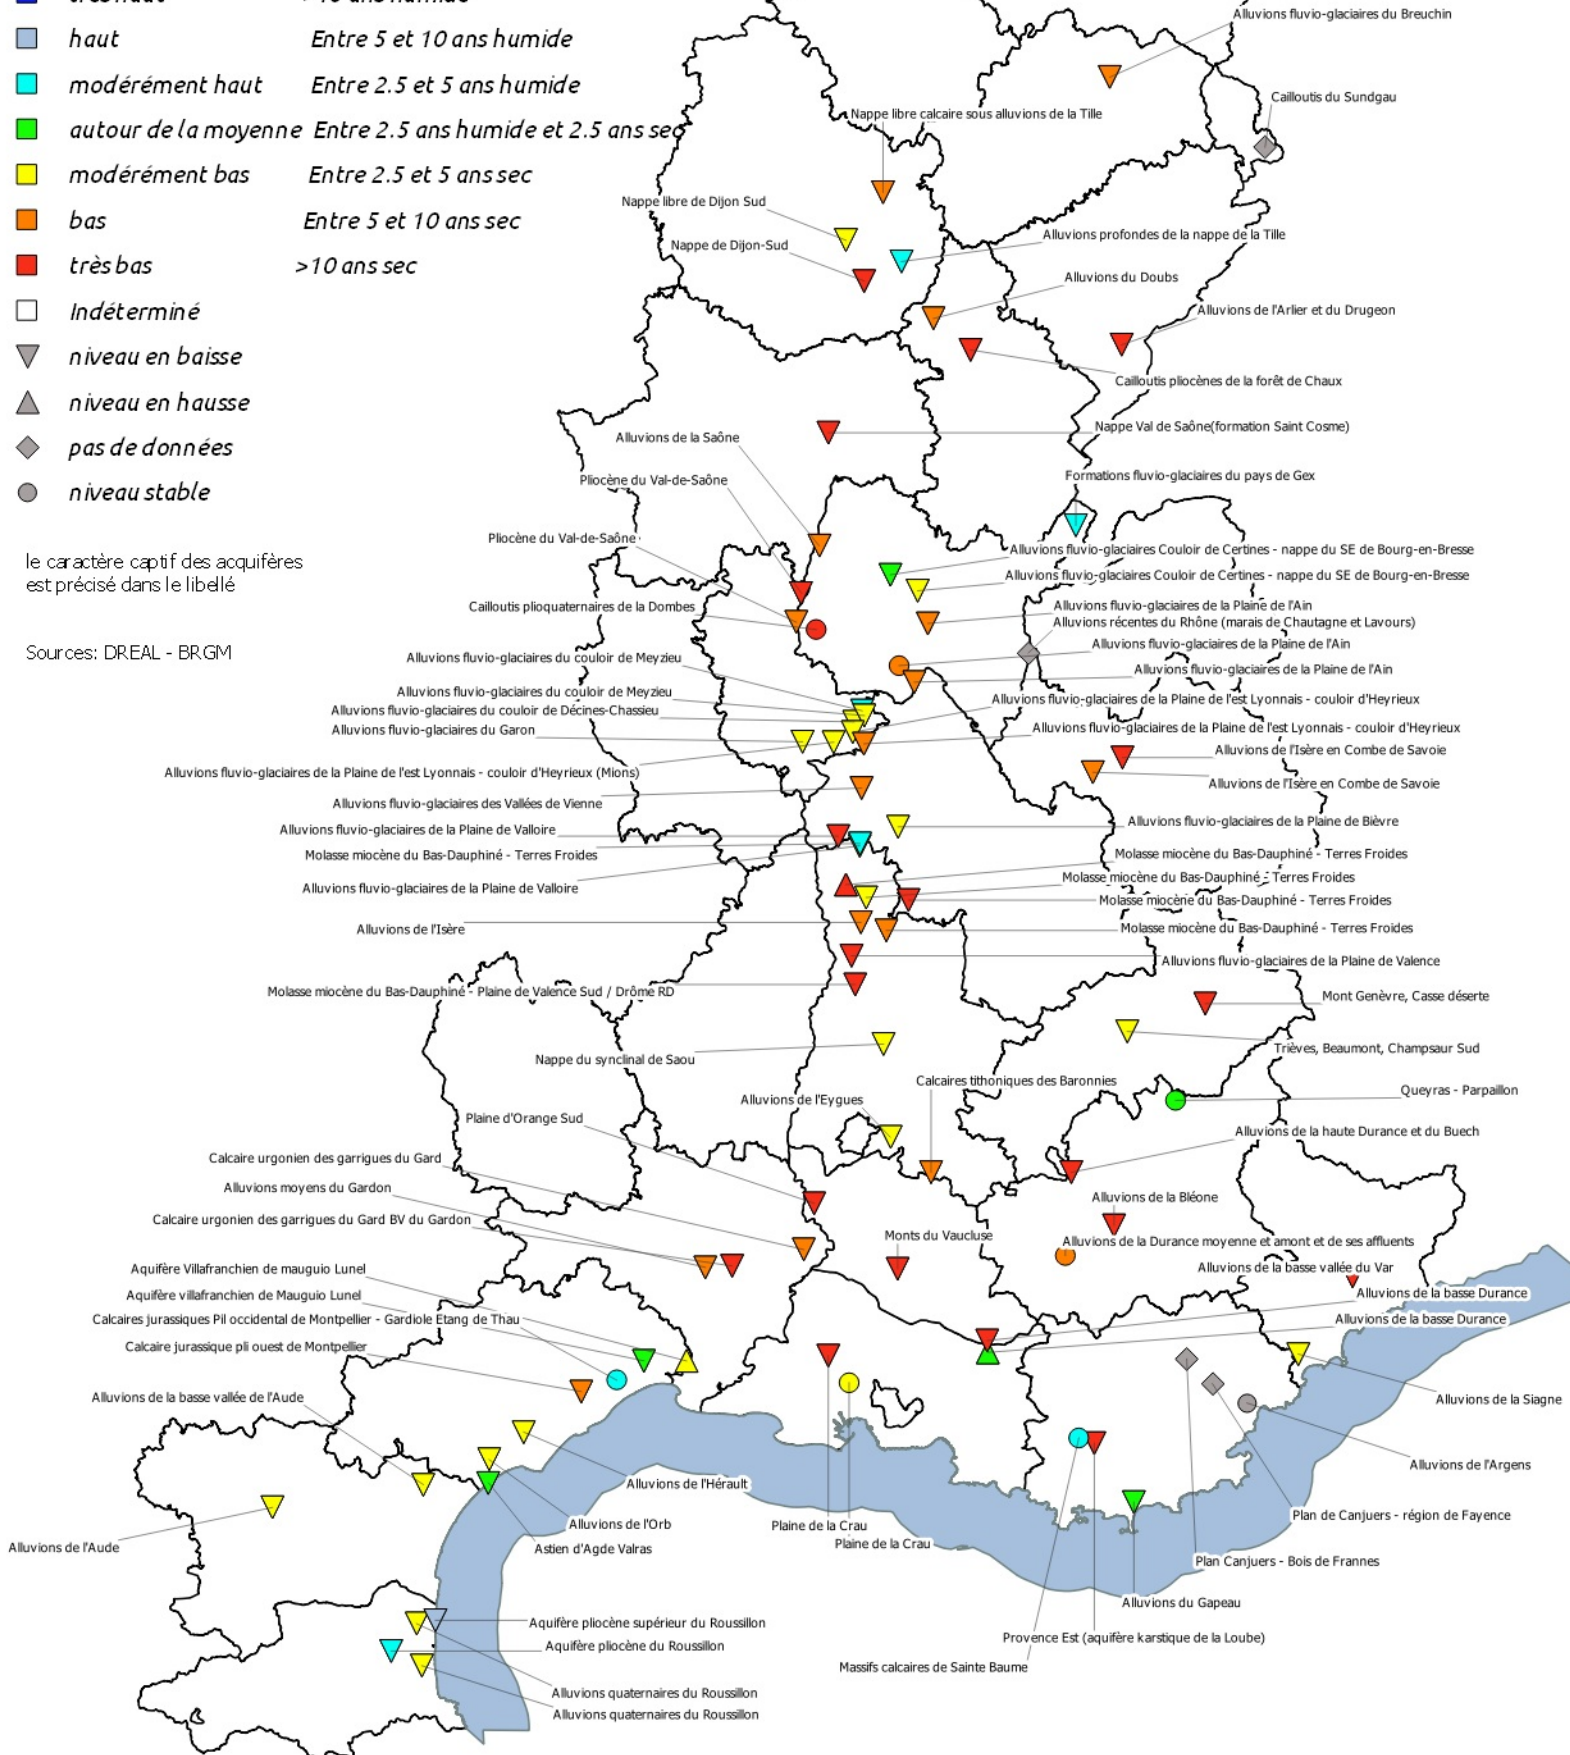 haut Entre 5 et 10 ans humide
modérément haut Entre 2.5 et 5 ans humide
autour de la moyenne Entre 2.5 ans humide et 2.5 ans sec
modérément bas Entre 2.5 et 5 ans sec
bas Entre 5 et 10 ans sec
très bas >10 ans sec
Indéterminé
niveau en baisse
niveau en hausse
pas de données
niveau stable
le caractère captif des acquifères
est précisé dans le libellé
Sources: DREAL - BRGM
Alluvions fluvio-glaciaires du Breuchin
Cailloutis du Sundgau
Nappe libre calcaire sous alluvions de la Tille
Nappe libre de Dijon Sud
Alluvions profondes de la nappe de la Tille
Nappe de Dijon-Sud
Alluvions du Doubs
Alluvions de l'Arlier et du Drugeon
Cailloutis pliocènes de la forêt de Chaux
Nappe Val de Saône(formation Saint Cosme)
Alluvions de la Saône
Formations fluvio-glaciaires du pays de Gex
Pliocène du Val-de-Saône
Pliocène du Val-de-Saône
Alluvions fluvio-glaciaires Couloir de Certines - nappe du SE de Bourg-en-Bresse
Alluvions fluvio-glaciaires Couloir de Certines - nappe du SE de Bourg-en-Bresse
Cailloutis plioquaternaires de la Dombes
Alluvions fluvio-glaciaires de la Plaine de l'Ain
Alluvions récentes du Rhône (marais de Chautagne et Lavours)
Alluvions fluvio-glaciaires de la Plaine de l'Ain
Alluvions fluvio-glaciaires du couloir de Meyzieu
Alluvions fluvio-glaciaires de la Plaine de l'Ain
Alluvions fluvio-glaciaires du couloir de Meyzieu
Alluvions fluvio-glaciaires de la Plaine de l'est Lyonnais - couloir d'Heyrieux
Alluvions fluvio-glaciaires du couloir de Décines-Chassieu
Alluvions fluvio-glaciaires du Garon
Alluvions fluvio-glaciaires de la Plaine de l'est Lyonnais - couloir d'Heyrieux
Alluvions de l'Isère en Combe de Savoie
Alluvions fluvio-glaciaires de la Plaine de l'est Lyonnais - couloir d'Heyrieux (Mions)
Alluvions de l'Isère en Combe de Savoie
Alluvions fluvio-glaciaires des Vallées de Vienne
Alluvions fluvio-glaciaires de la Plaine de Bièvre
Alluvions fluvio-glaciaires de la Plaine de Valloire
Molasse miocène du Bas-Dauphiné - Terres Froides
Molasse miocène du Bas-Dauphiné - Terres Froides
Molasse miocène du Bas-Dauphiné - Terres Froides
Alluvions fluvio-glaciaires de la Plaine de Valloire
Molasse miocène du Bas-Dauphiné - Terres Froides
Alluvions de l'Isère
Molasse miocène du Bas-Dauphiné - Terres Froides
Alluvions fluvio-glaciaires de la Plaine de Valence
Molasse miocène du Bas-Dauphiné - Plaine de Valence Sud / Drôme RD
Mont Genèvre, Casse déserte
Trièves, Beaumont, Champsaur Sud
Nappe du synclinal de Saou
Calcaires tithoniques des Baronnies
Queyras - Parpaillon
Alluvions de l'Eygues
Plaine d'Orange Sud
Alluvions de la haute Durance et du Buech
Calcaire urgonien des garrigues du Gard
Alluvions moyens du Gardon
Alluvions de la Bléone
Calcaire urgonien des garrigues du Gard BV du Gardon
Monts du Vaucluse
Alluvions de la Durance moyenne et amont et de ses affluents
Aquifère Villafranchien de mauguio Lunel
Alluvions de la basse vallée du Var
Aquifère villafranchien de Mauguio Lunel
Alluvions de la basse Durance
Calcaires jurassiques Pil occidental de Montpellier - Gardiole Etang de Thau
Alluvions de la basse Durance
Calcaire jurassique pli ouest de Montpellier
Alluvions de la basse vallée de l'Aude
Alluvions de la Siagne
Alluvions de l'Argens
Alluvions de l'Hérault
Plan de Canjuers - région de Fayence
Alluvions de l'Orb
Plaine de la Crau
Plaine de la Crau
Alluvions de l'Aude
Astien d'Agde Valras
Plan Canjuers - Bois de Frannes
Alluvions du Gapeau
Aquifère pliocène supérieur du Roussillon
Provence Est (aquifère karstique de la Loube)
Aquifère pliocène du Roussillon
Massifs calcaires de Sainte Baume
Alluvions quaternaires du Roussillon
Alluvions quaternaires du Roussillon